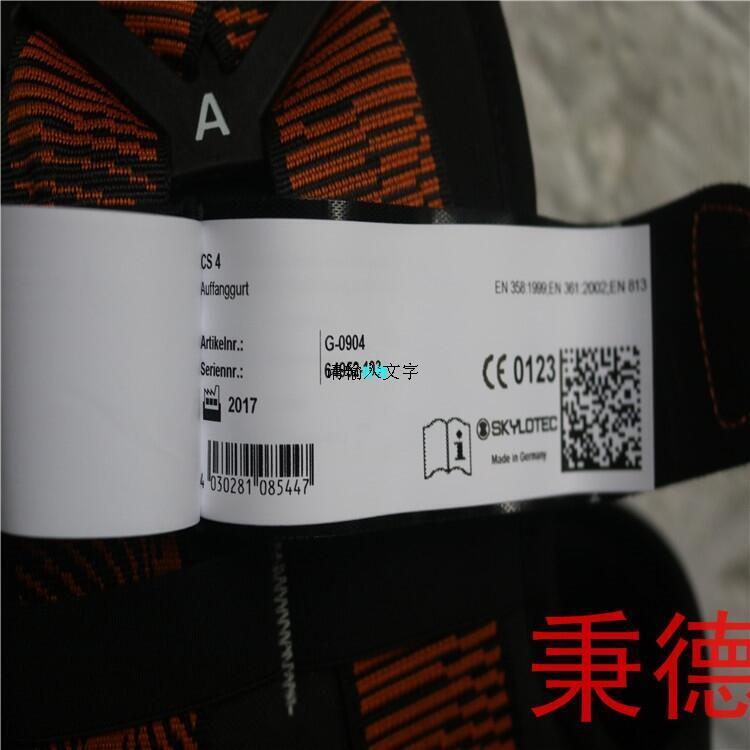 A
CS 4
Auffanggurt
EN 358:1999;EN 361:2002;EN 813
Artikelnr.: G-0904
Seriennr.:
请输入文字
2017
CE 0123
SKYLOTEC
Made in Germany
i
4 030281 085447
秉德